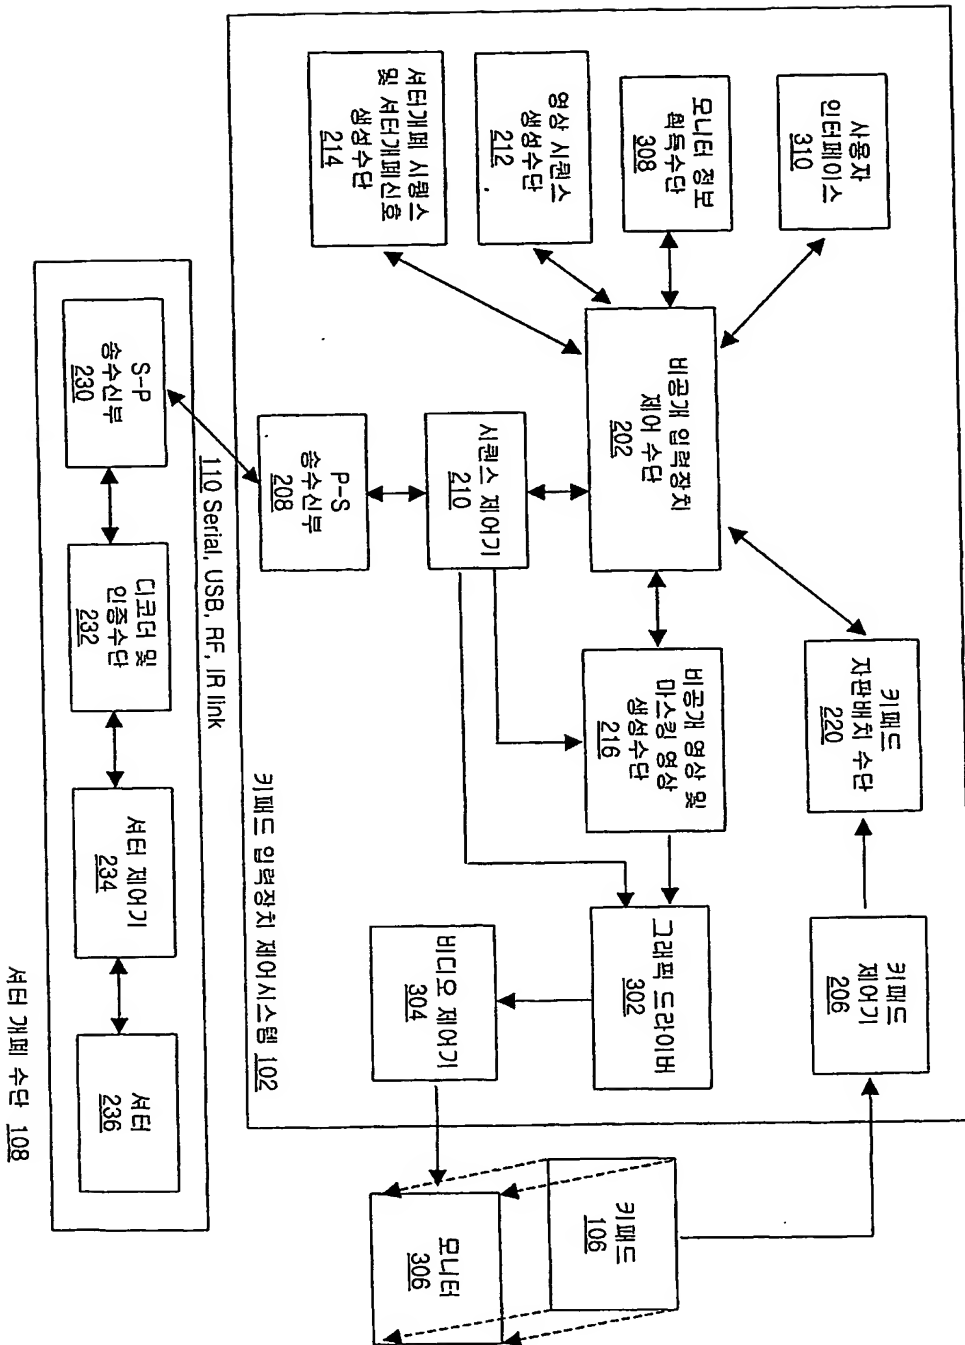 사용자
인터페이스
310
모니터 정보
획득수단
308
영상 시퀀스
생성수단
212
셔터개폐 시퀀스
및 셔터개폐신호
생성수단
214
비공개 입력장치
제어 수단
202
시퀀스 제어기
210
P-S
송수신부
208
키패드
자판배치 수단
220
비공개 영상 및
마스킹 영상
생성수단
216
키패드
제어기
206
그래픽 드라이버
302
비디오 제어기
304
키패드 입력장치 제어시스템 102
키패드
106
모니터
306
110 Serial, USB, RF, IR link
S-P
송수신부
230
디코더 및
인증수단
232
셔터 제어기
234
셔터
236
셔터 개폐 수단 108